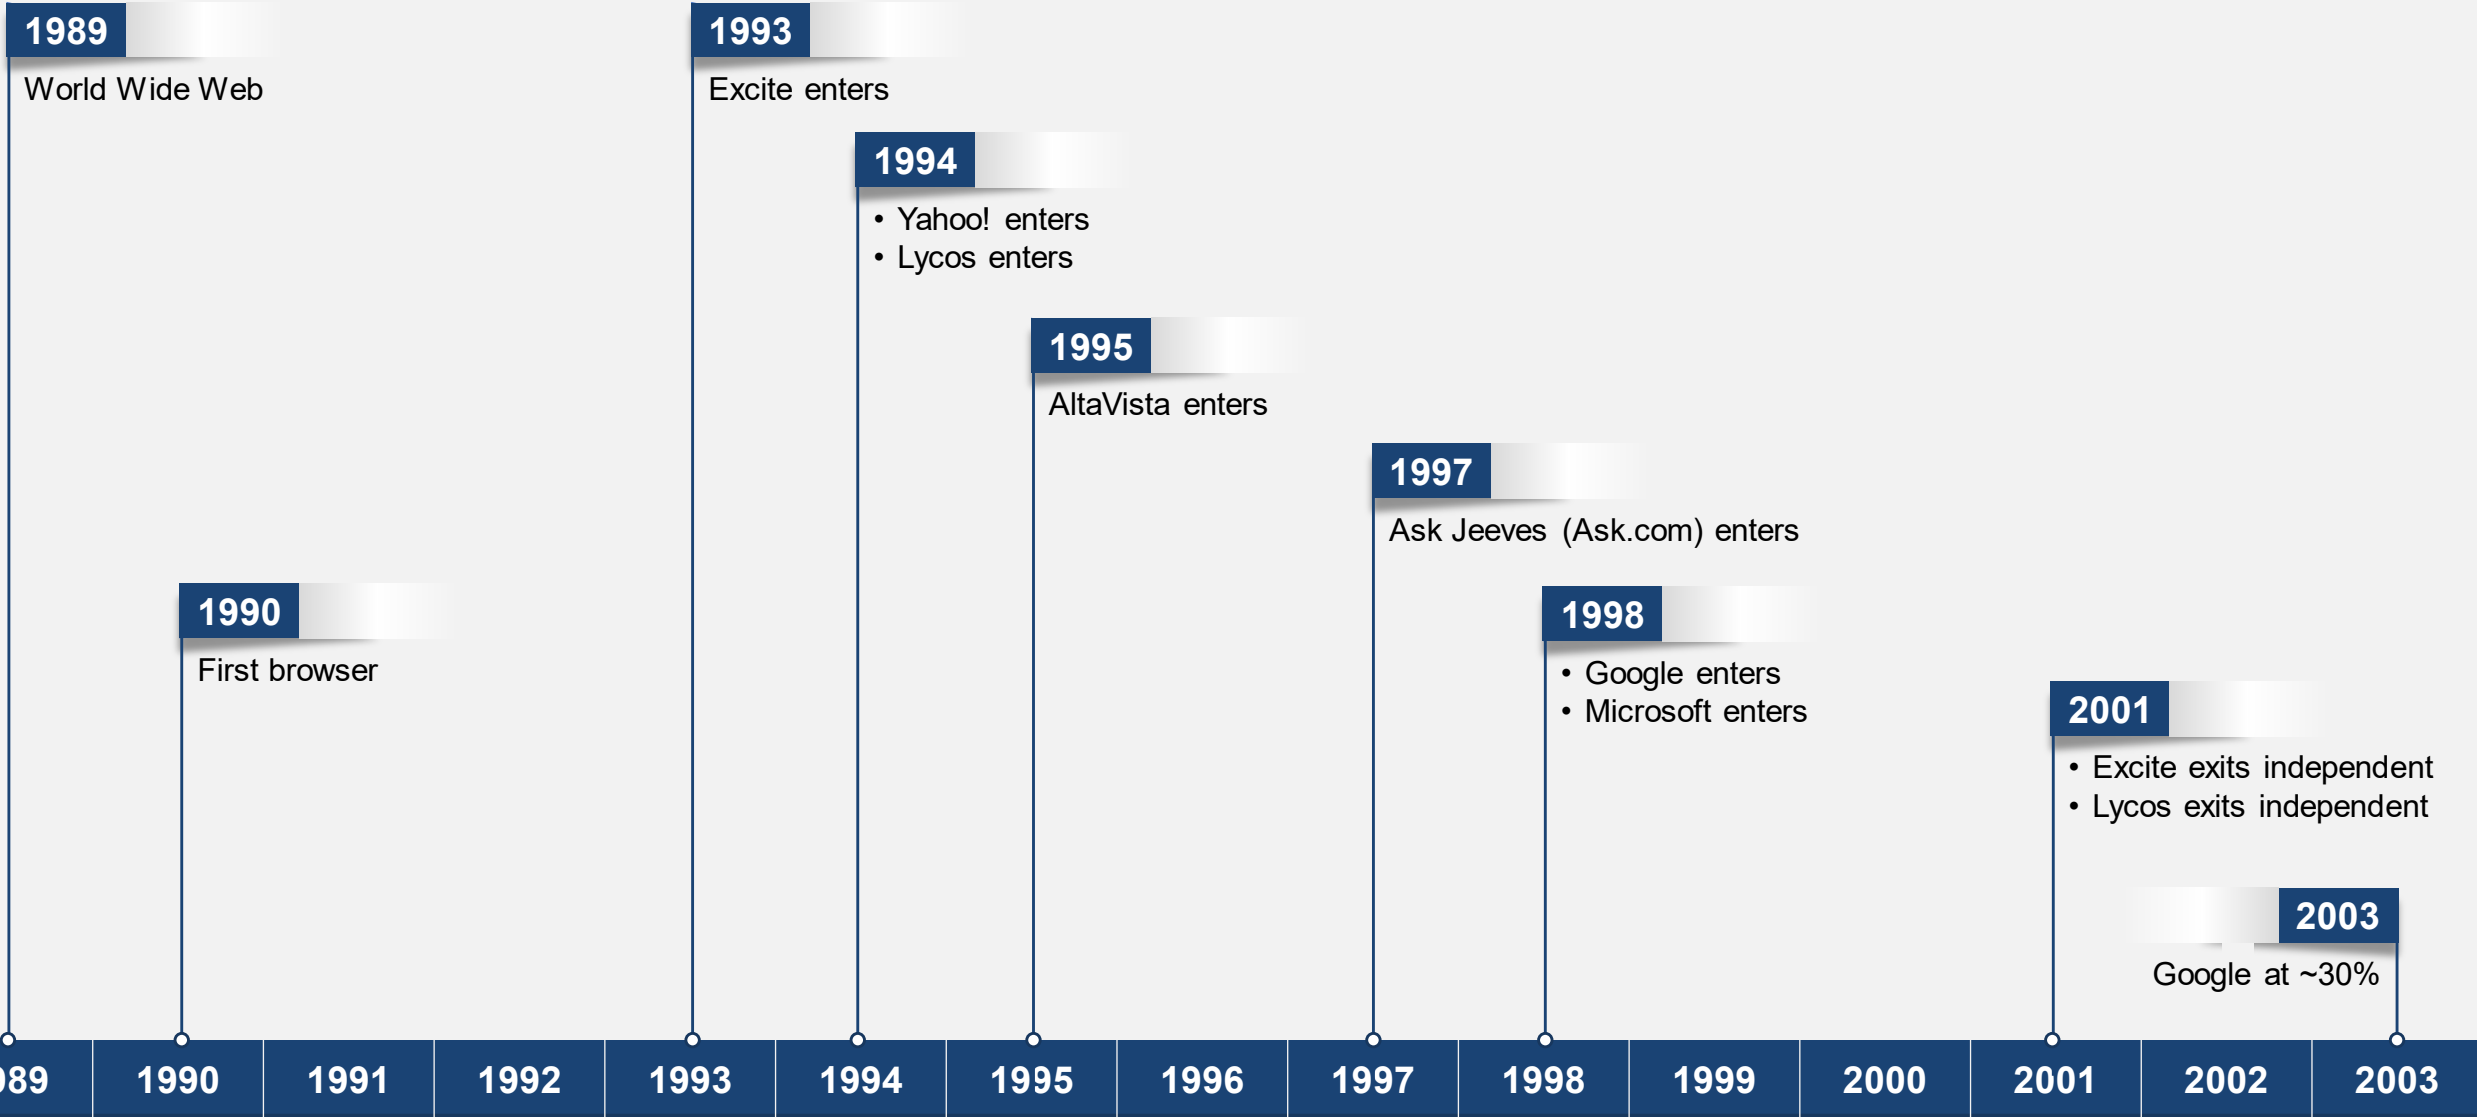 1989
World Wide Web
1993
Excite enters
1994
• Yahoo! enters
• Lycos enters
1995
AltaVista enters
1997
Ask Jeeves (Ask.com) enters
1990
First browser
1998
• Google enters
• Microsoft enters
2001
• Excite exits independent
• Lycos exits independent
2003
Google at ~30%
89 1990 1991 1992 1993 1994 1995 1996 1997 1998 1999 2000 2001 2002 2003